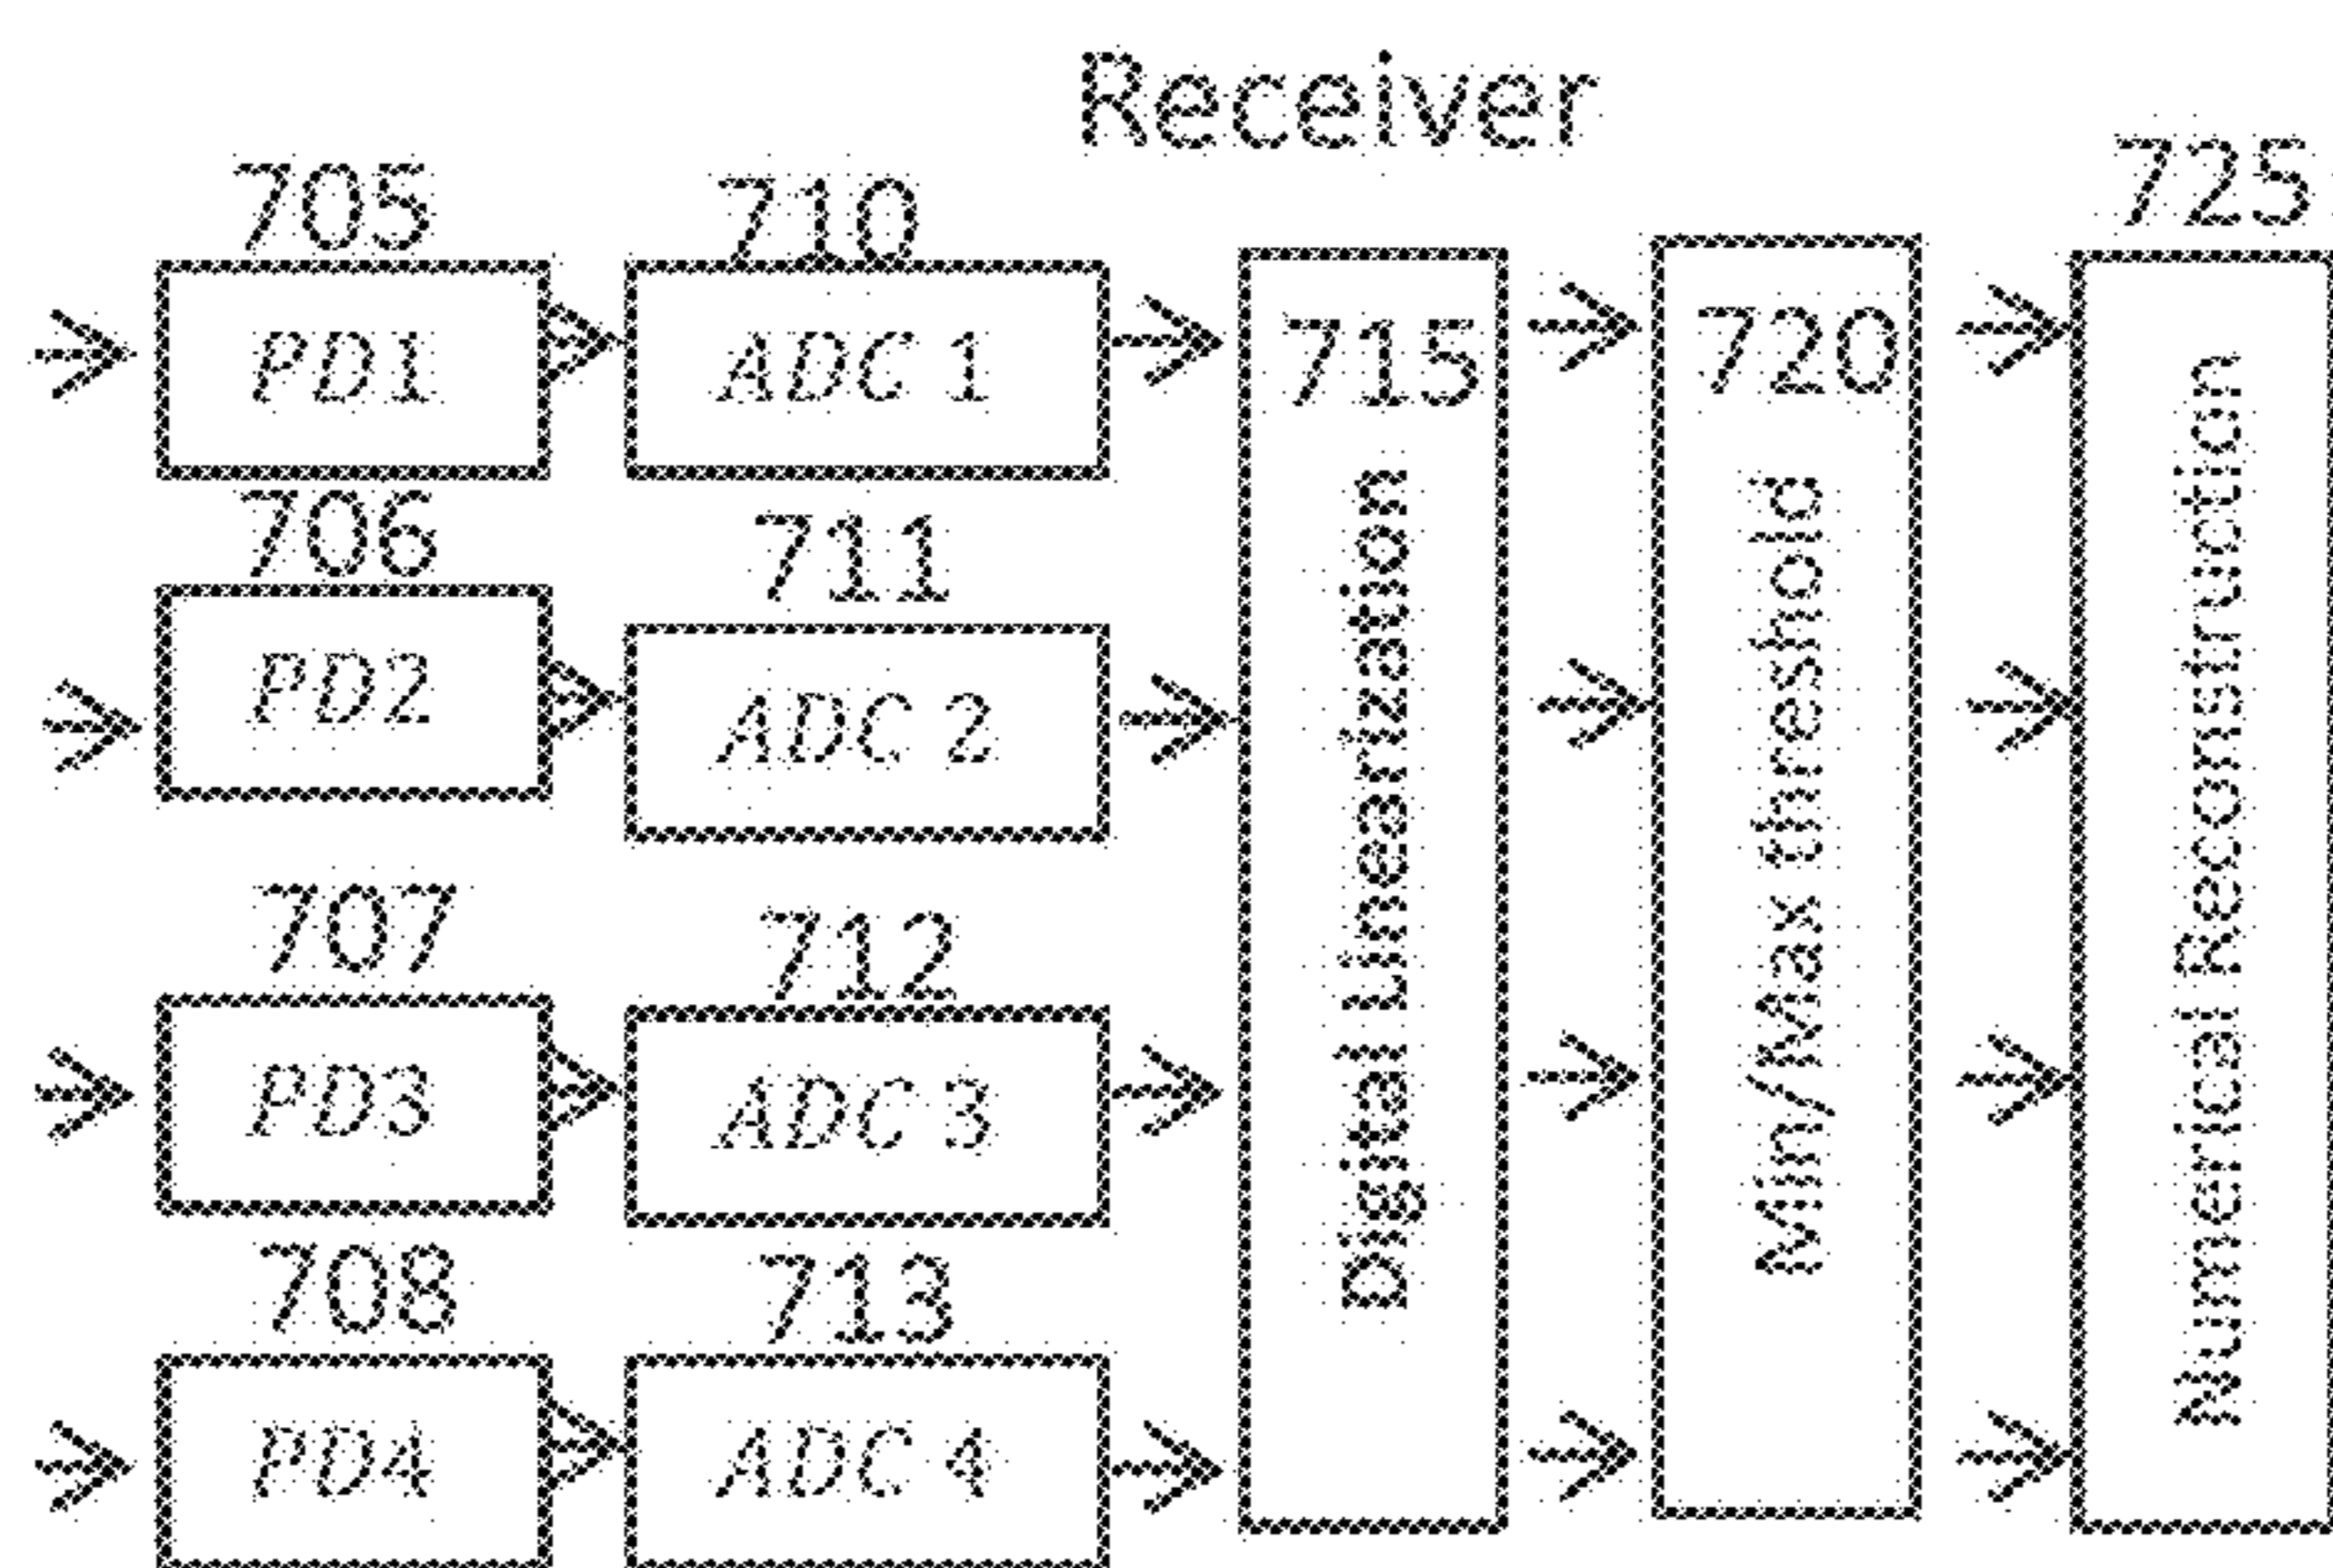 Receiver
705
710
725
PD1
ADC 1
715
720
706
711
PD2
ADC 2
707
712
PD3
ADC 3
708
713
PD4
ADC 4
Digital Linearization
Min/Max threshold
Numerical Reconstruction